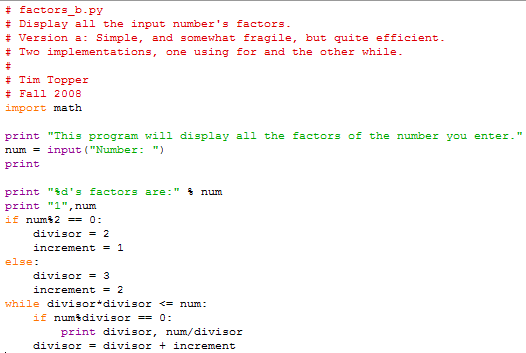 # factors_b.py
# Display all the input number's factors.
# Version a: Simple, and somewhat fragile, but quite efficient.
# Two implementations, one using for and the other while.
#
# Tim Topper
# Fall 2008
import math
print "This program will display all the factors of the number you enter."
num = input("Number: ")
print
print "%d's factors are:" % num
print "1",num
if num%2 == 0:
    divisor = 2
    increment = 1
else:
    divisor = 3
    increment = 2
while divisor*divisor <= num:
    if num%divisor == 0:
        print divisor, num/divisor
    divisor = divisor + increment